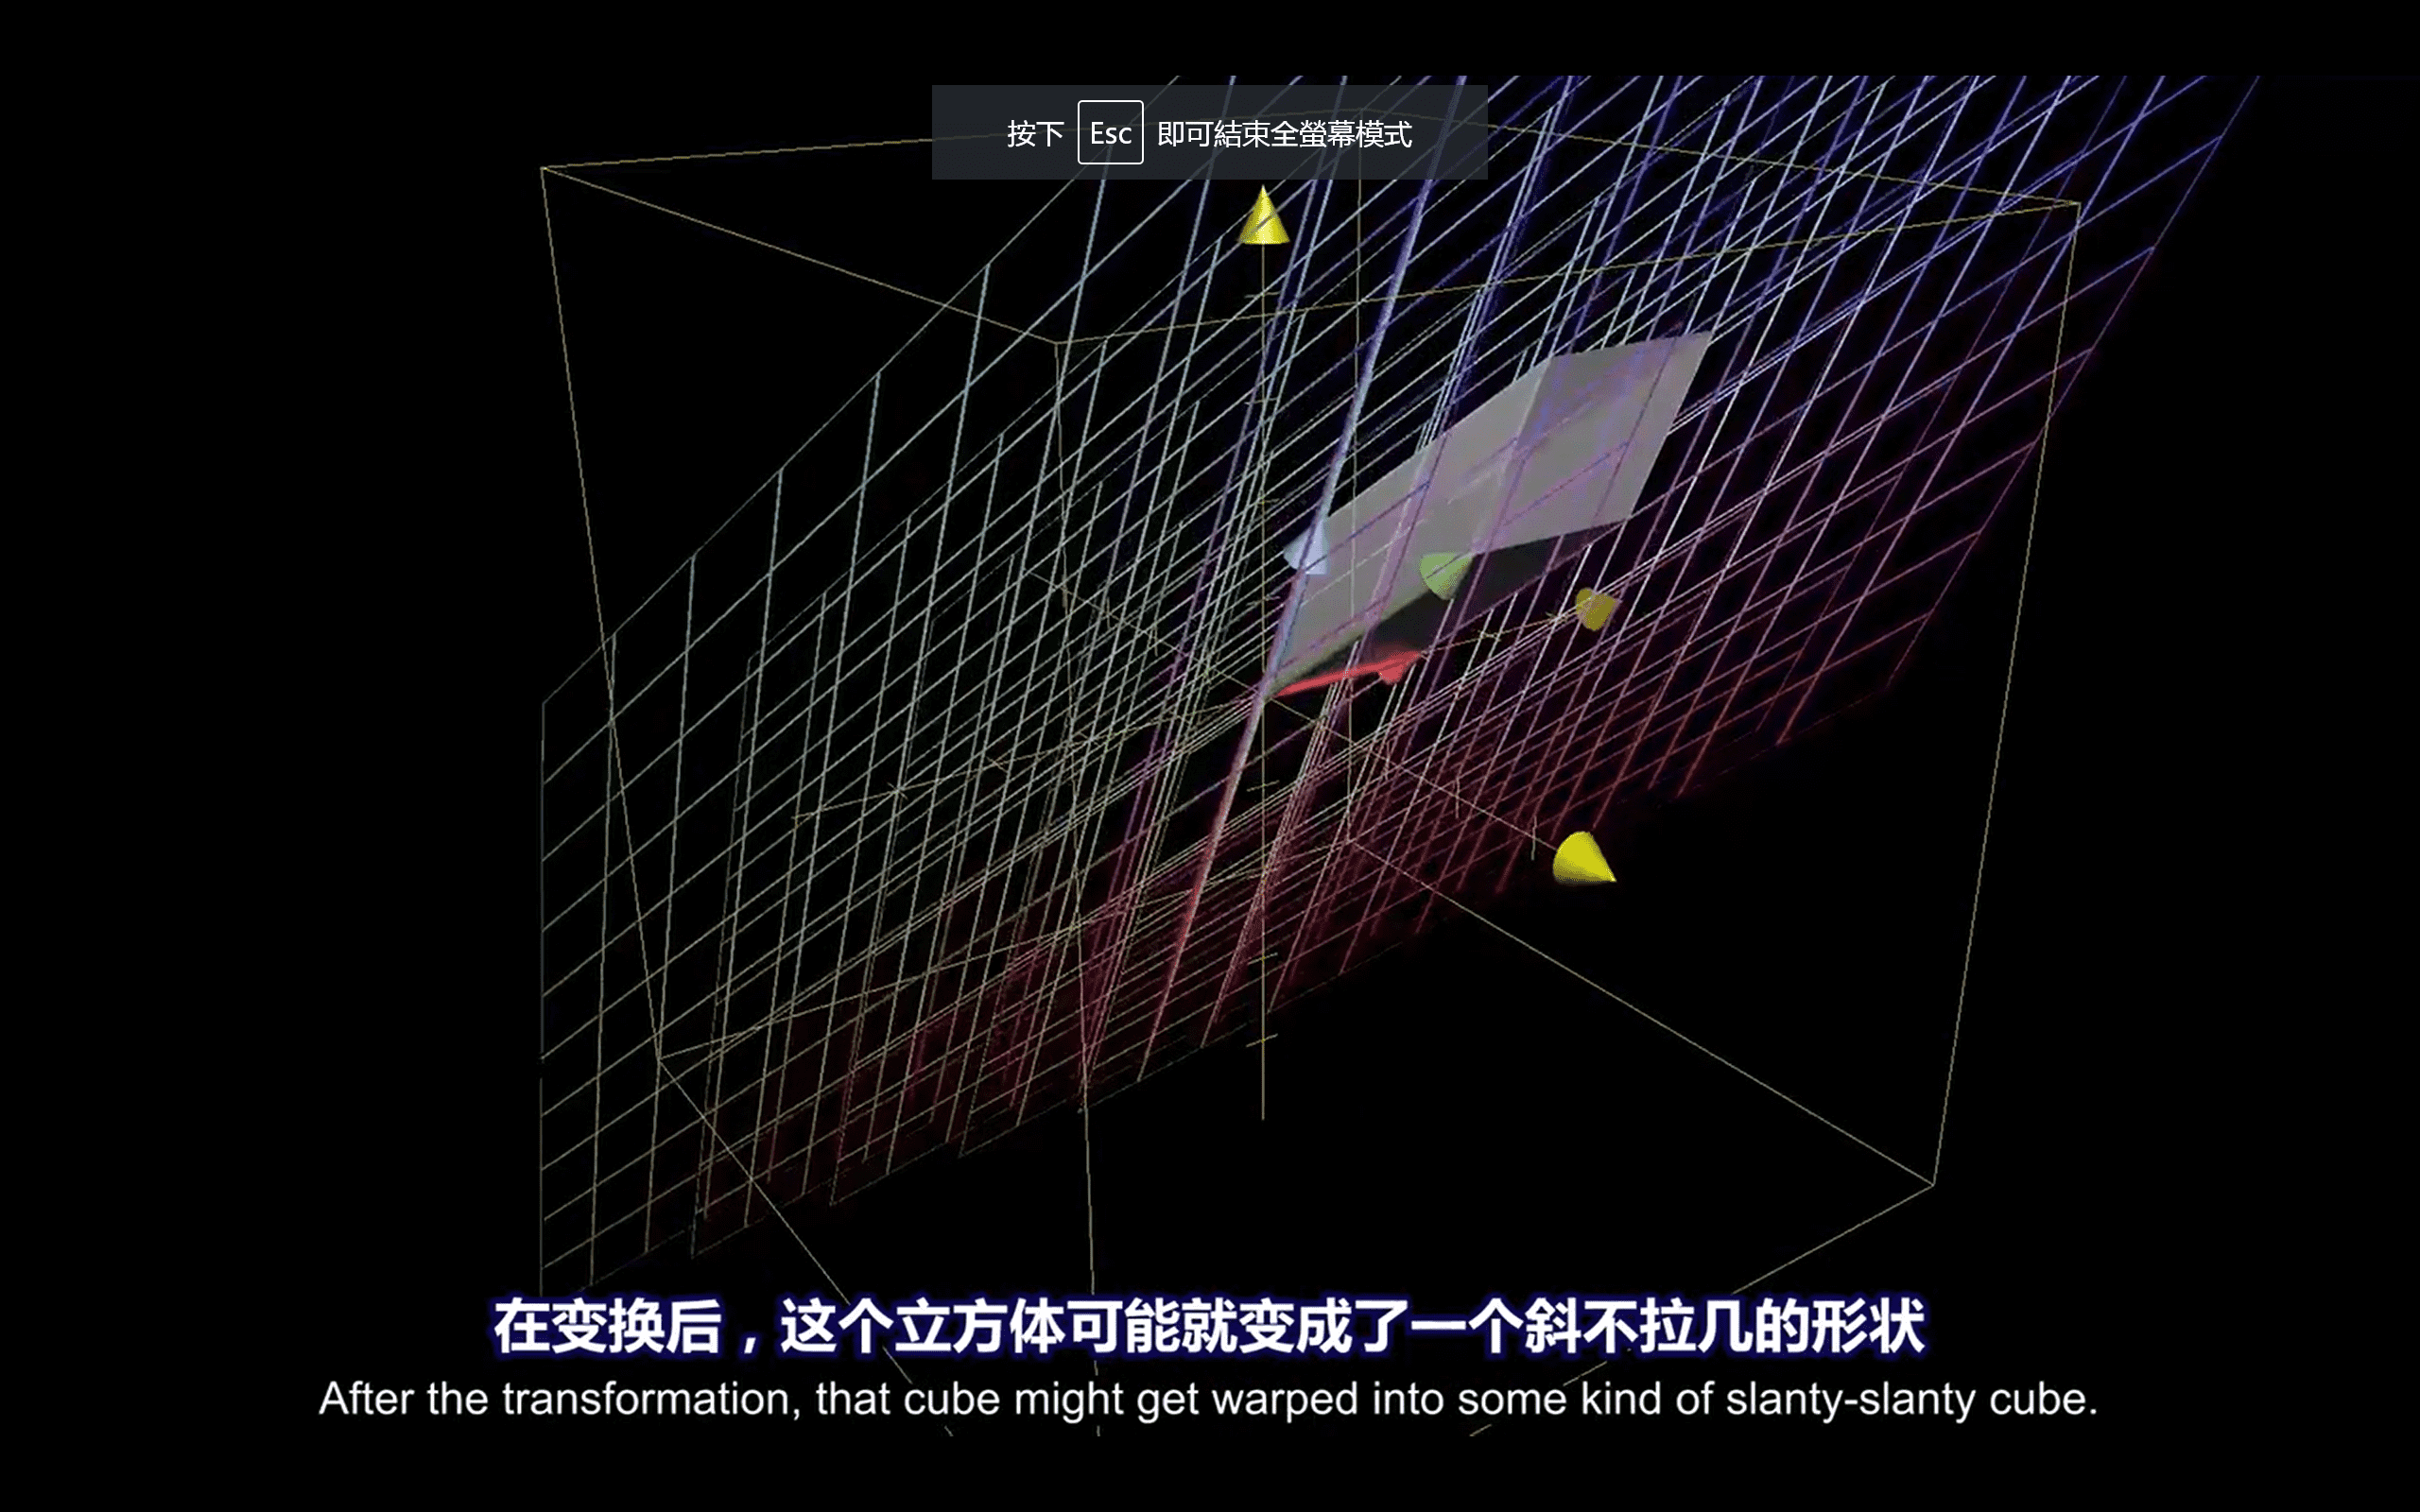 按下 Esc 即可結束全螢幕模式
在变换后，这个立方体可能就变成了一个斜不拉几的形状
After the transformation, that cube might get warped into some kind of slanty-slanty cube.